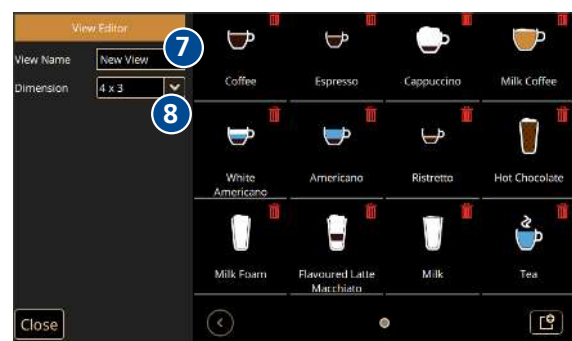 View Editor
View Name New View 7
Dimension 4 x 3 8
Coffee Espresso Cappuccino Milk Coffee
White
Americano Americano Ristretto Hot Chocolate
Milk Foam Flavoured Latte
Macchiato Milk Tea
Close